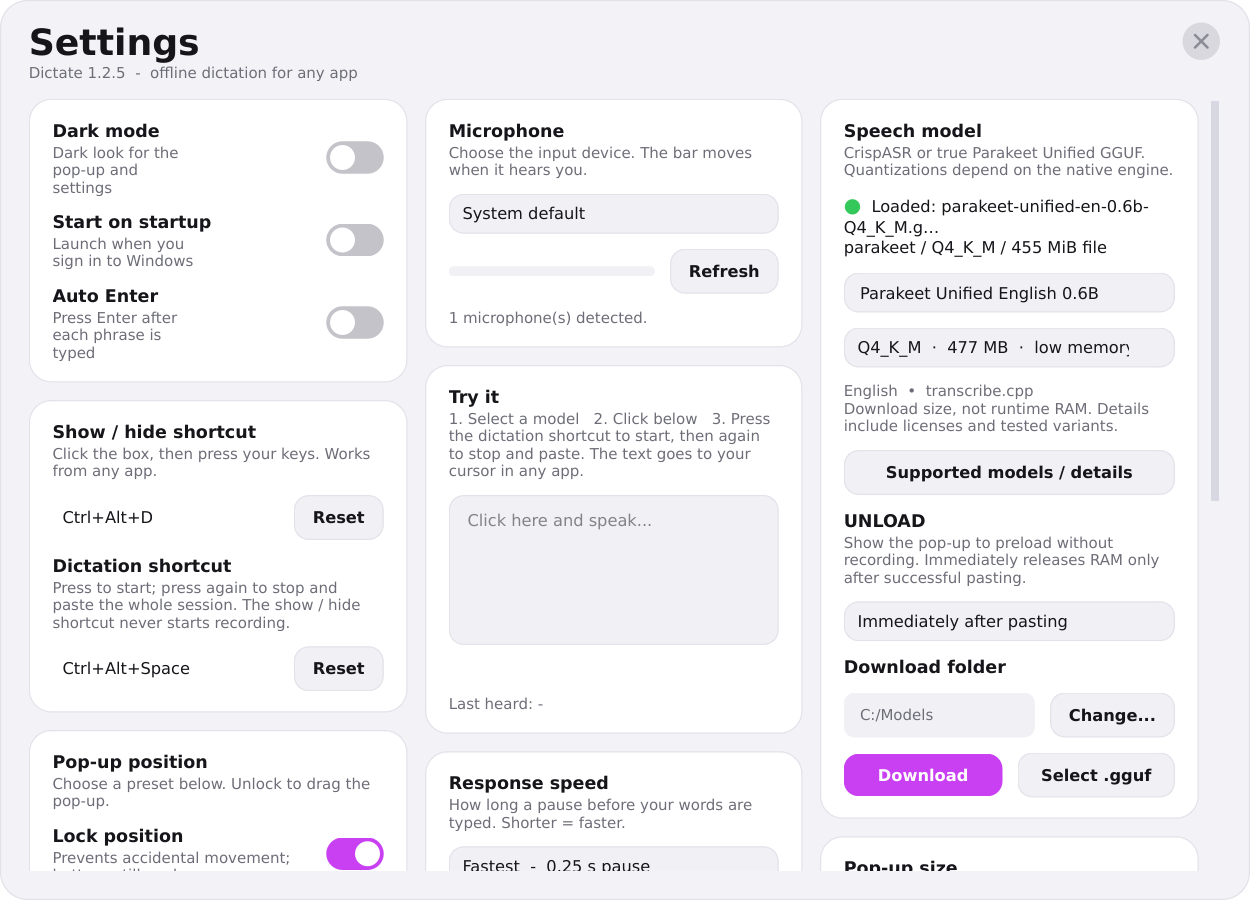 Settings
Dictate 1.2.5 - offline dictation for any app
Dark mode
Dark look for the
pop-up and
settings
Start on startup
Launch when you
sign in to Windows
Auto Enter
Press Enter after
each phrase is
typed
Show / hide shortcut
Click the box, then press your keys. Works
from any app.
Ctrl+Alt+D
Reset
Dictation shortcut
Press to start; press again to stop and
paste the whole session. The show / hide
shortcut never starts recording.
Ctrl+Alt+Space
Reset
Pop-up position
Choose a preset below. Unlock to drag the
pop-up.
Lock position
Prevents accidental movement;
Microphone
Choose the input device. The bar moves
when it hears you.
System default
Refresh
1 microphone(s) detected.
Try it
1. Select a model 2. Click below 3. Press
the dictation shortcut to start, then again
to stop and paste. The text goes to your
cursor in any app.
Click here and speak...
Last heard: -
Response speed
How long a pause before your words are
typed. Shorter = faster.
Fastest - 0.25 s pause
Speech model
CrispASR or true Parakeet Unified GGUF.
Quantizations depend on the native engine.
Loaded: parakeet-unified-en-0.6b-
Q4_K_M.g...
parakeet / Q4_K_M / 455 MiB file
Parakeet Unified English 0.6B
Q4_K_M · 477 MB · low memory
English • transcribe.cpp
Download size, not runtime RAM. Details
include licenses and tested variants.
Supported models / details
UNLOAD
Show the pop-up to preload without
recording. Immediately releases RAM only
after successful pasting.
Immediately after pasting
Download folder
C:/Models
Change...
Download
Select .gguf
Pop-up size